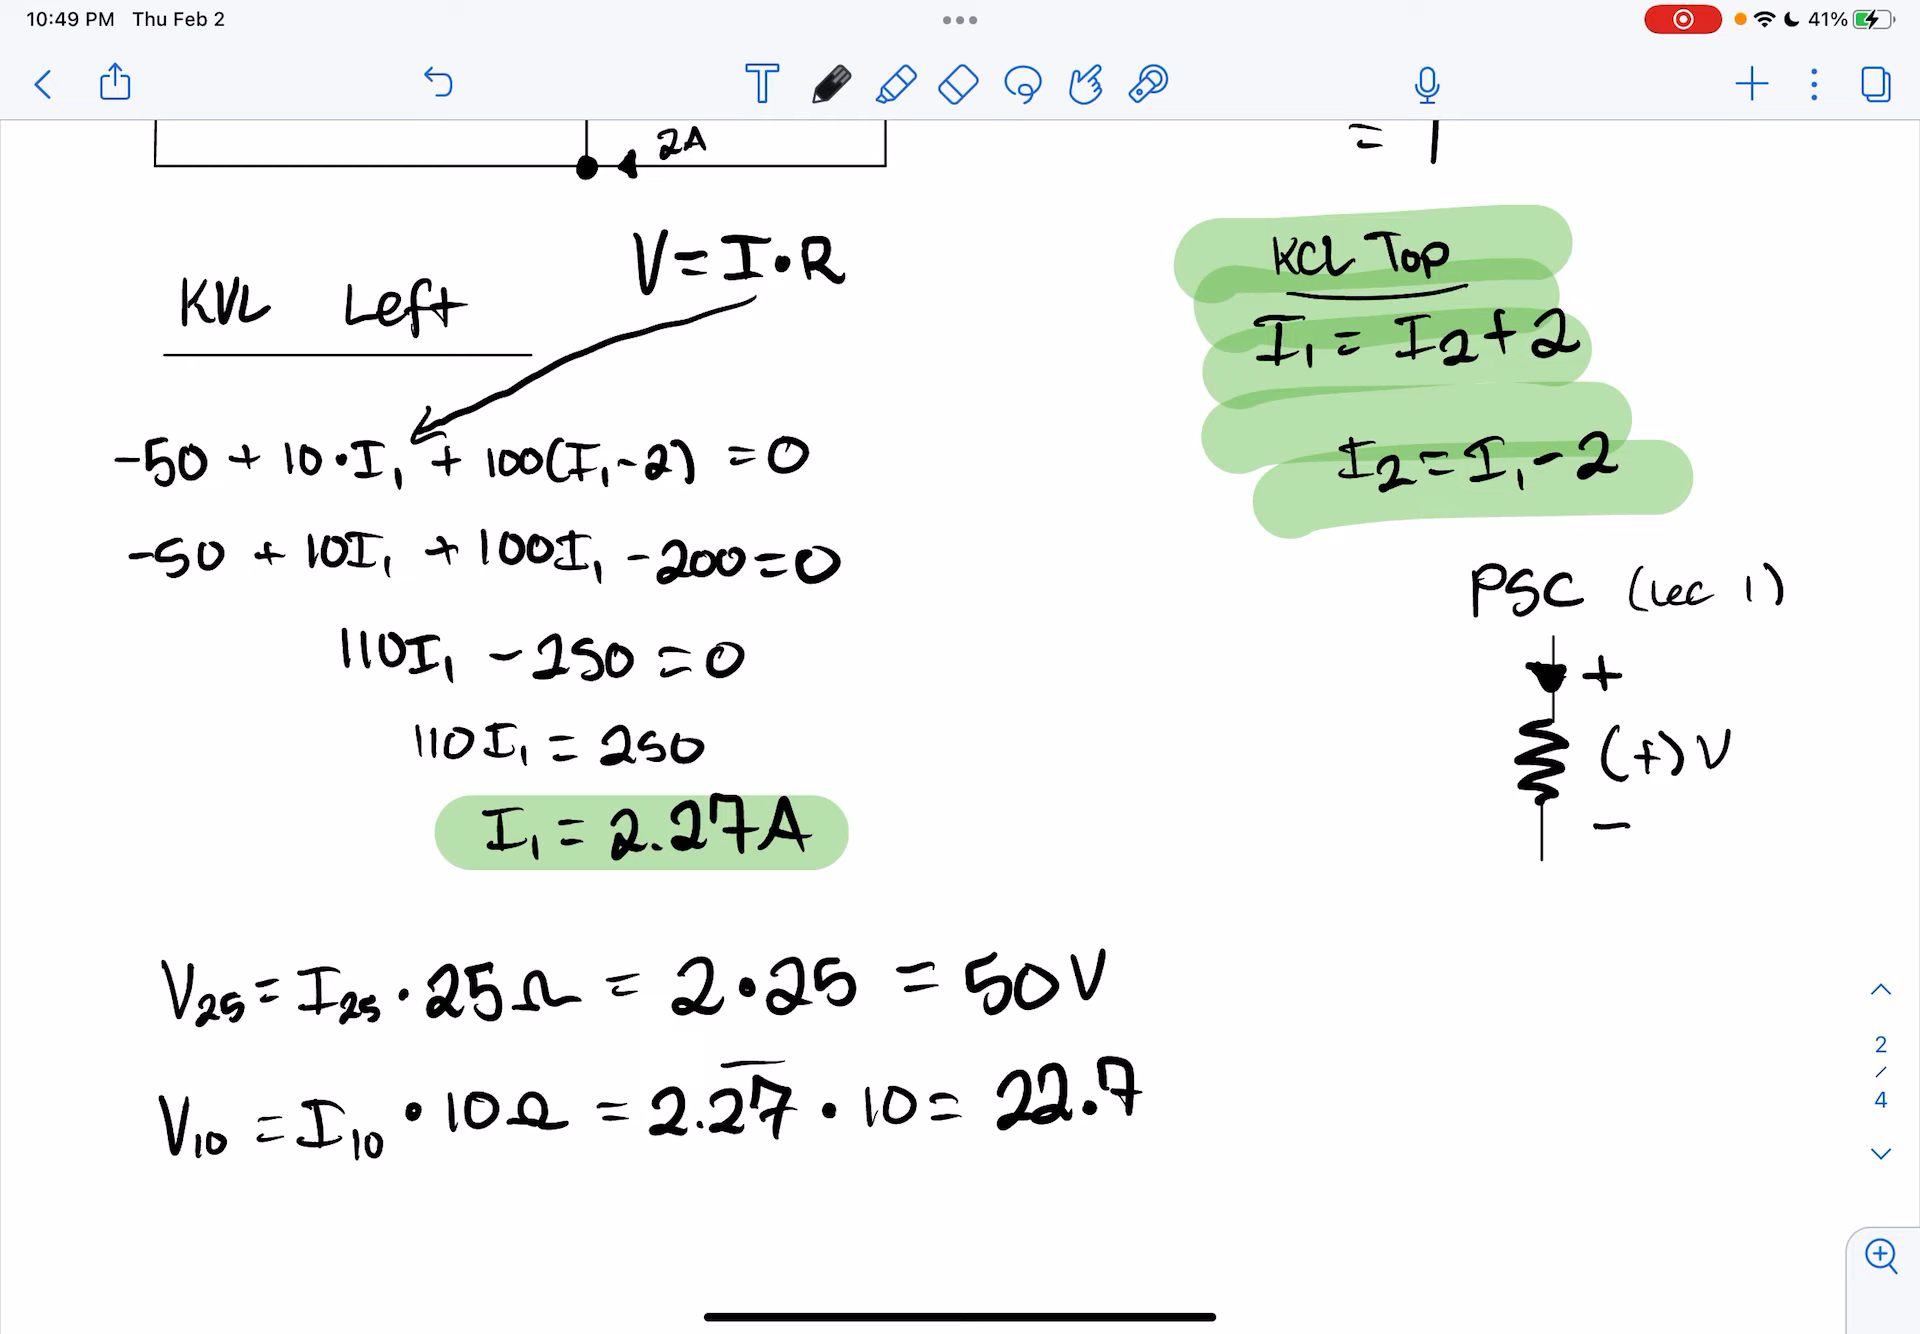 10:49 PM Thu Feb 2
41%
T
2A
= 1
V=I•R
KVL Left
-50 + 10•I₁ + 100(I₁-2) = 0
-50 + 10I₁ + 100I₁ - 200 = 0
110I₁ - 250 = 0
110I₁ = 250
I₁ = 2.27A
KCL Top
I₁ = I₂+2
I₂ = I₁-2
PSC (Lec 1)
+
(+)V
-
V₂₅ = I₂₅ • 25Ω = 2•25 = 50V
V₁₀ = I₁₀ • 10Ω = 2.2̅7̅ • 10 = 22.7
2
/
4